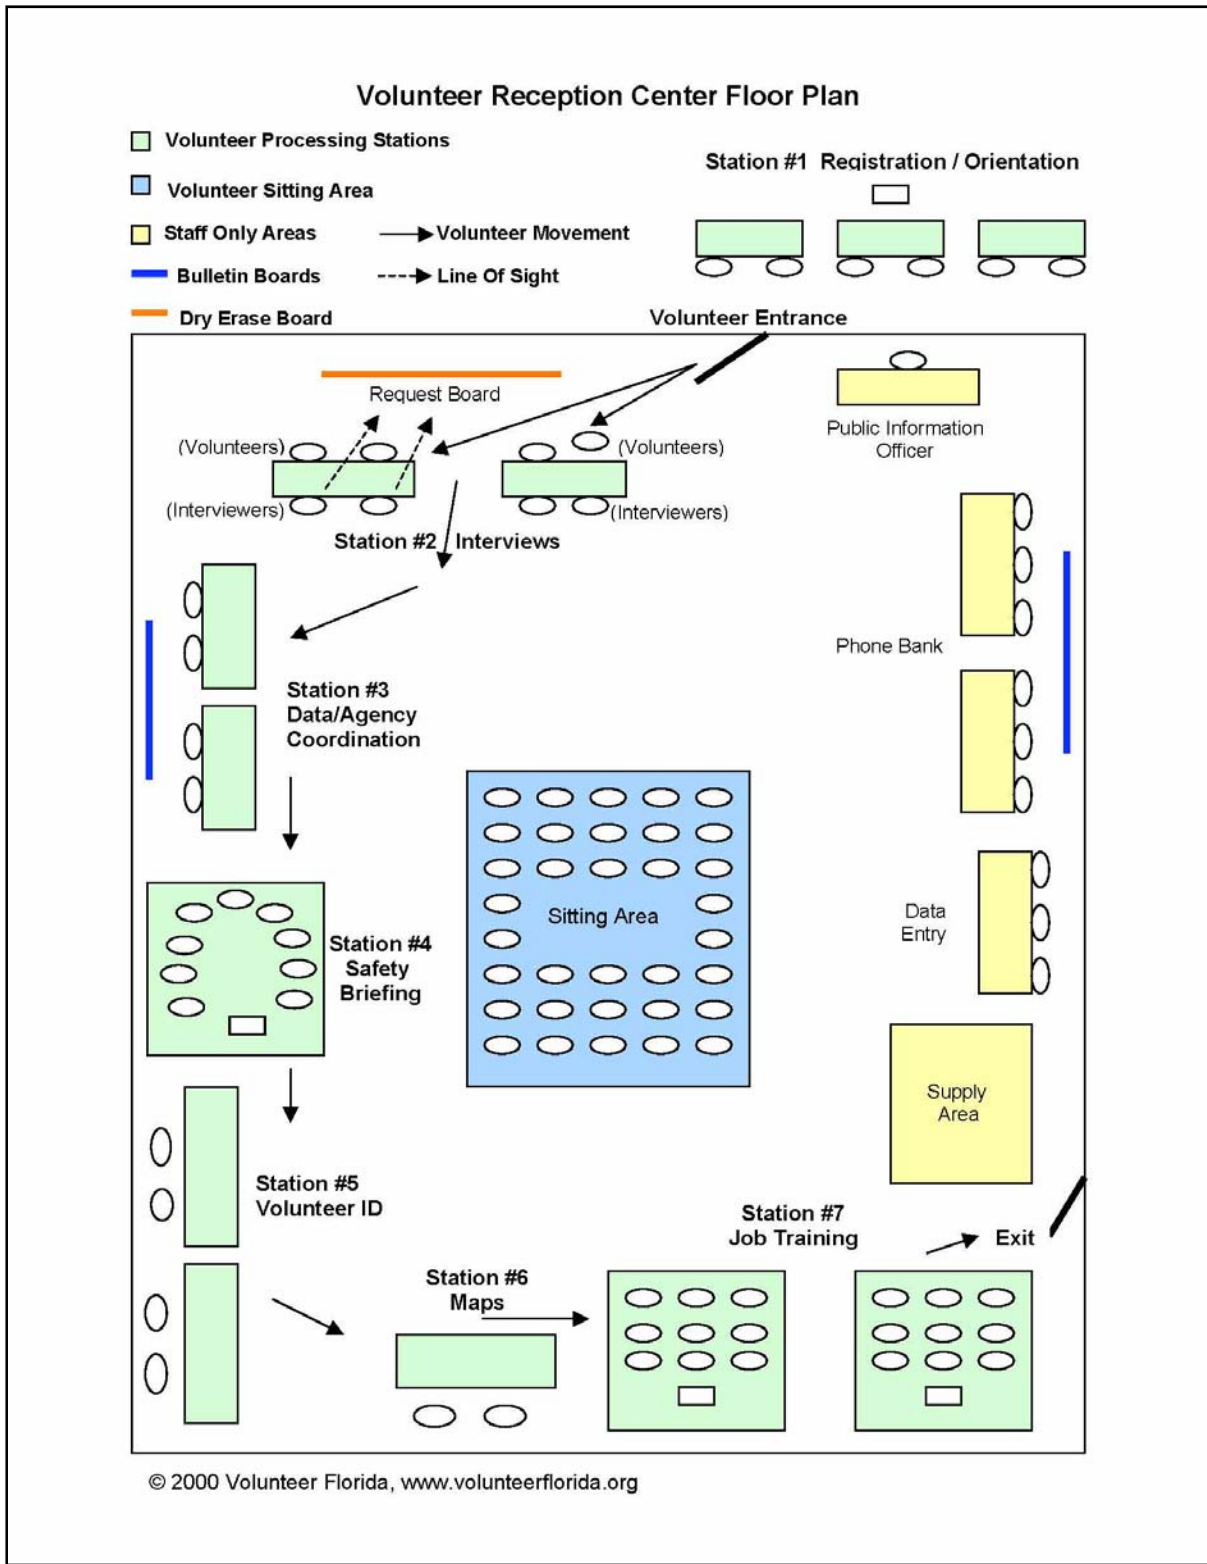 Volunteer Reception Center Floor Plan
Volunteer Processing Stations
Volunteer Sitting Area
Staff Only Areas
Volunteer Movement
Bulletin Boards
Line Of Sight
Dry Erase Board
Station #1 Registration / Orientation
Volunteer Entrance
Request Board
(Volunteers)
(Volunteers)
(Interviewers)
(Interviewers)
Station #2 Interviews
Public Information
Officer
Phone Bank
Station #3
Data/Agency
Coordination
Sitting Area
Data
Entry
Station #4
Safety
Briefing
Supply
Area
Station #5
Volunteer ID
Station #6
Maps
Station #7
Job Training
Exit
© 2000 Volunteer Florida, www.volunteerflorida.org